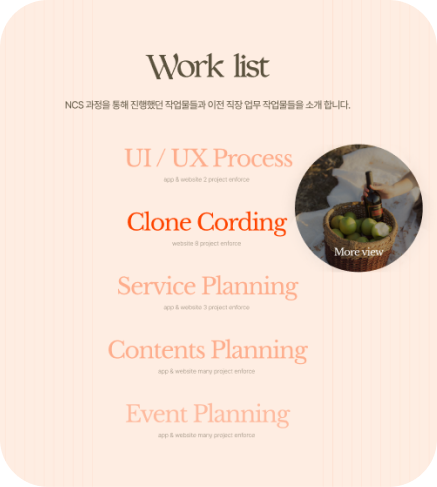 Work list
NCS 과정을 통해 진행했던 작업물들과 이전 직장 업무 작업물들을 소개 합니다.
UI / UX Process
app & website 2 project enforce
Clone Cording
website 8 project enforce
More view
Service Planning
app & website 3 project enforce
Contents Planning
app & website many project enforce
Event Planning
app & website many project enforce